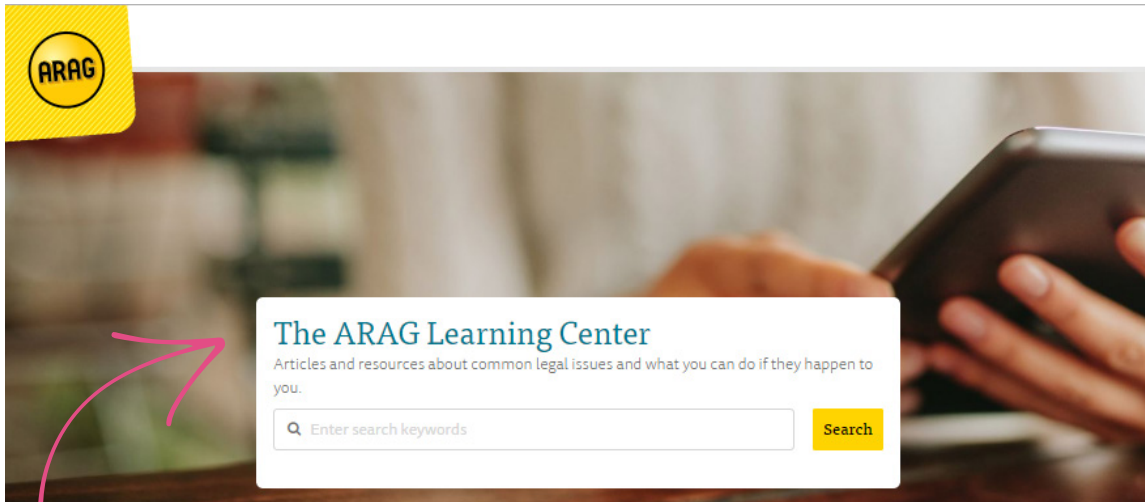 ARAG
The ARAG Learning Center
Articles and resources about common legal issues and what you can do if they happen to
you.
Enter search keywords
Search